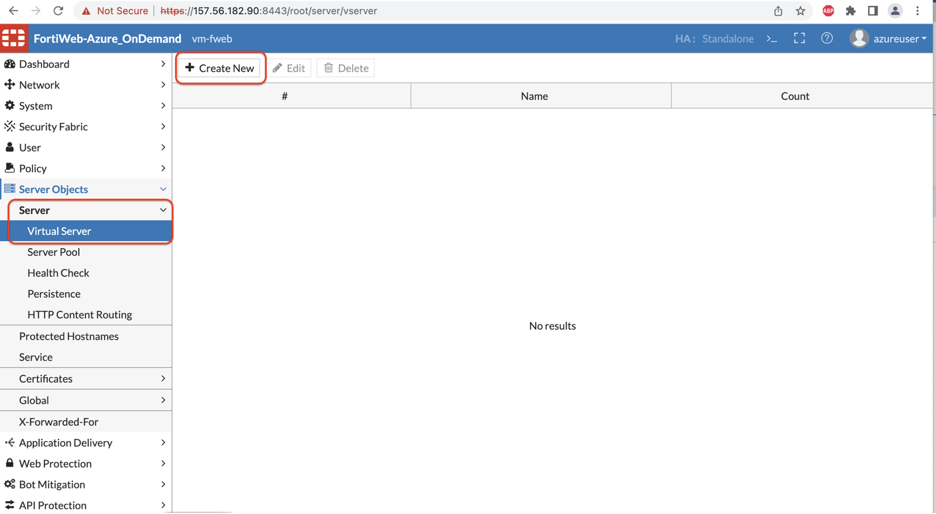 Not Secure | https://157.56.182.90:8443/root/server/vserver
ABP
FortiWeb-Azure_OnDemand vm-fweb HA: Standalone >_ azureuser
Dashboard
Network
System
Security Fabric
User
Policy
Server Objects
Server
Virtual Server
Server Pool
Health Check
Persistence
HTTP Content Routing
Protected Hostnames
Service
Certificates
Global
X-Forwarded-For
Application Delivery
Web Protection
Bot Mitigation
API Protection
+ Create New Edit Delete
# Name Count
No results